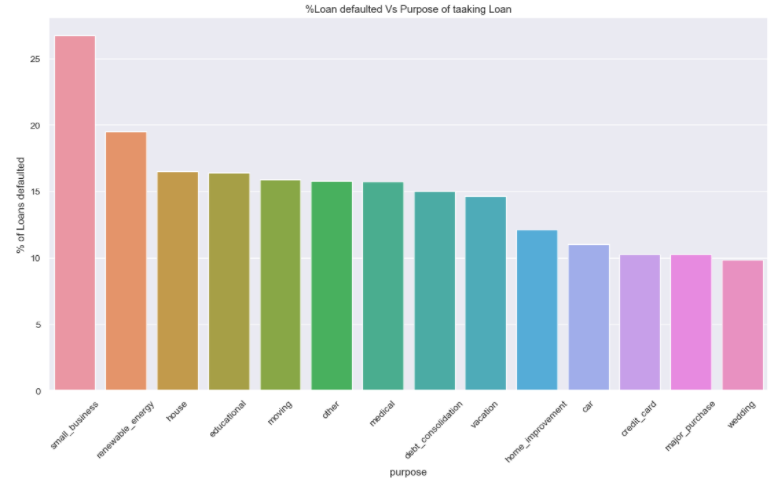 %Loan defaulted Vs Purpose of taaking Loan
% of Loans defaulted
25
20
15
10
5
0
small_business
renewable_energy
house
educational
moving
other
medical
debt_consolidation
vacation
home_improvement
car
credit_card
major_purchase
wedding
purpose